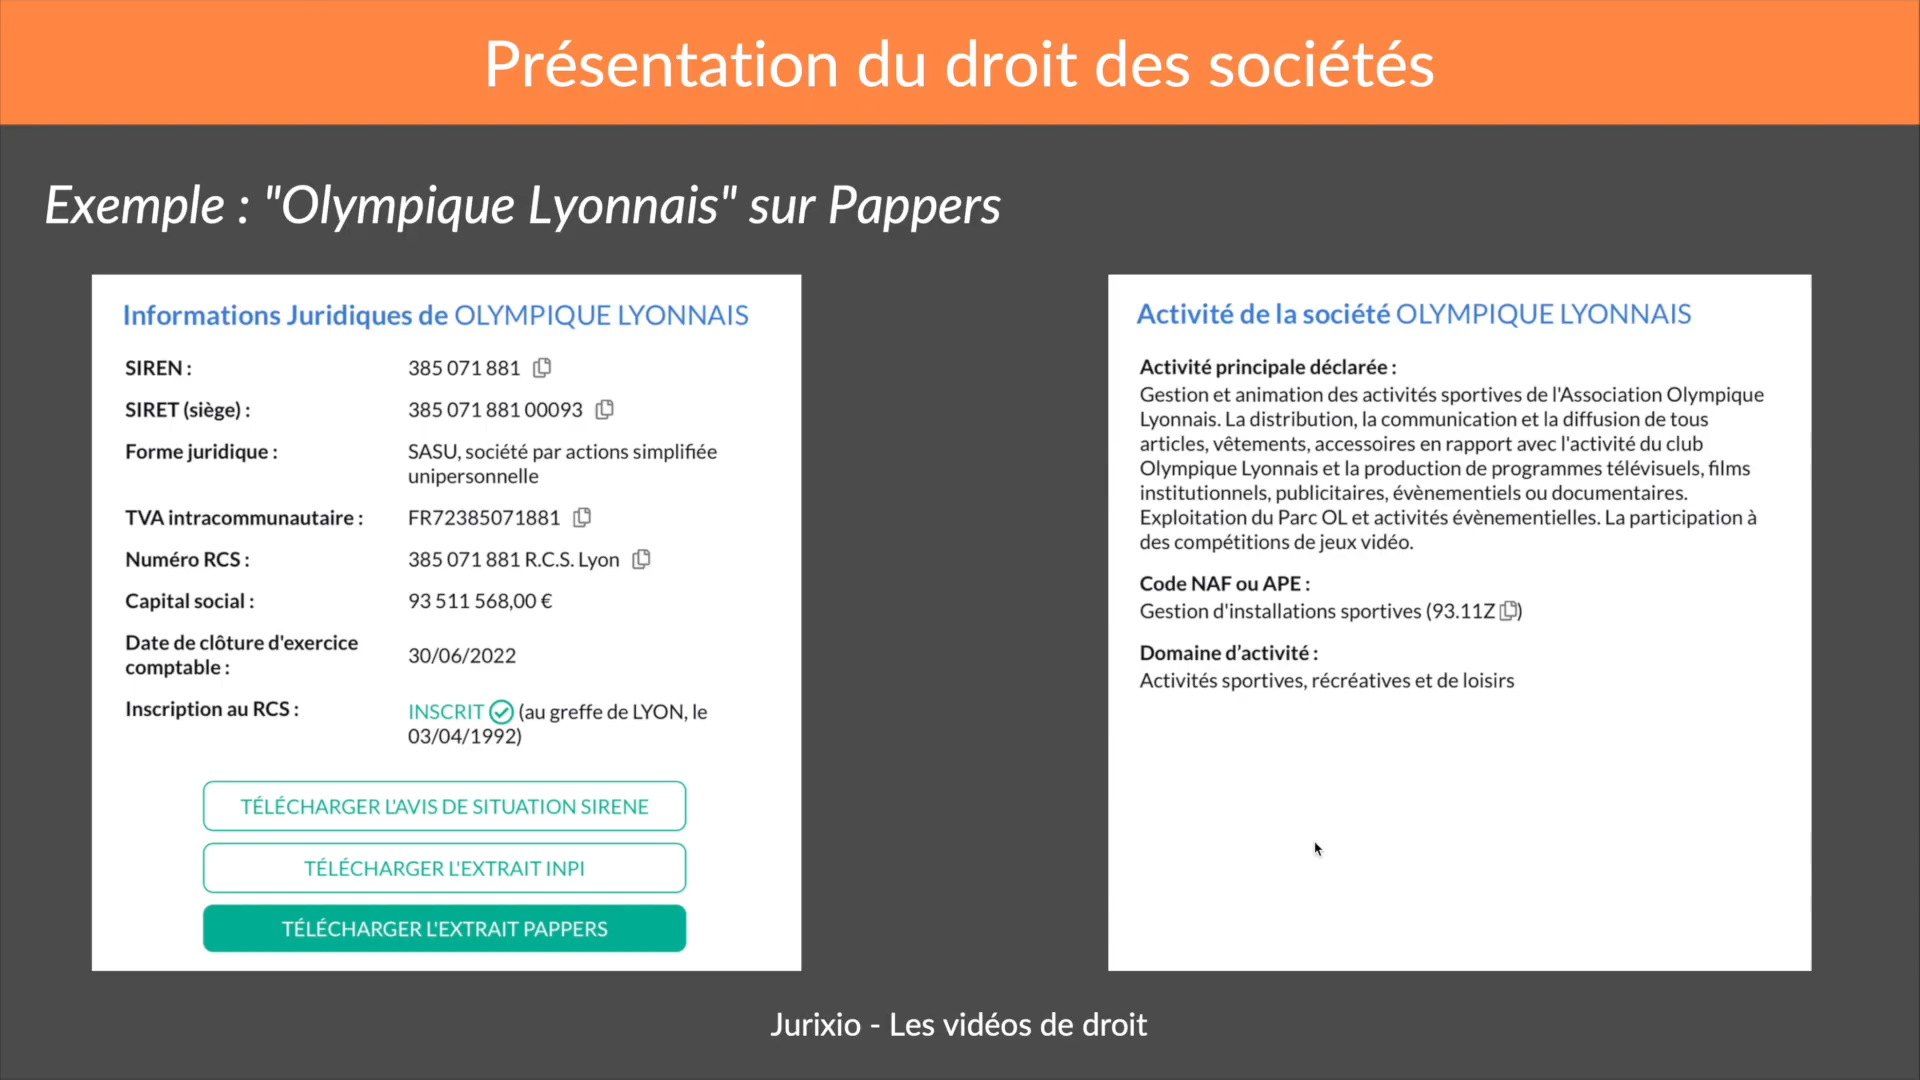 Présentation du droit des sociétés
Exemple : "Olympique Lyonnais" sur Pappers
Informations Juridiques de OLYMPIQUE LYONNAIS
SIREN : 385 071 881
SIRET (siège) : 385 071 881 00093
Forme juridique : SASU, société par actions simplifiée
unipersonnelle
TVA intracommunautaire : FR72385071881
Numéro RCS : 385 071 881 R.C.S. Lyon
Capital social : 93 511 568,00 €
Date de clôture d'exercice
comptable : 30/06/2022
Inscription au RCS : INSCRIT (au greffe de LYON, le
03/04/1992)
TÉLÉCHARGER L'AVIS DE SITUATION SIRENE
TÉLÉCHARGER L'EXTRAIT INPI
TÉLÉCHARGER L'EXTRAIT PAPPERS
Activité de la société OLYMPIQUE LYONNAIS
Activité principale déclarée :
Gestion et animation des activités sportives de l'Association Olympique
Lyonnais. La distribution, la communication et la diffusion de tous
articles, vêtements, accessoires en rapport avec l'activité du club
Olympique Lyonnais et la production de programmes télévisuels, films
institutionnels, publicitaires, évènementiels ou documentaires.
Exploitation du Parc OL et activités évènementielles. La participation à
des compétitions de jeux vidéo.
Code NAF ou APE :
Gestion d'installations sportives (93.11Z)
Domaine d’activité :
Activités sportives, récréatives et de loisirs
Jurixio - Les vidéos de droit